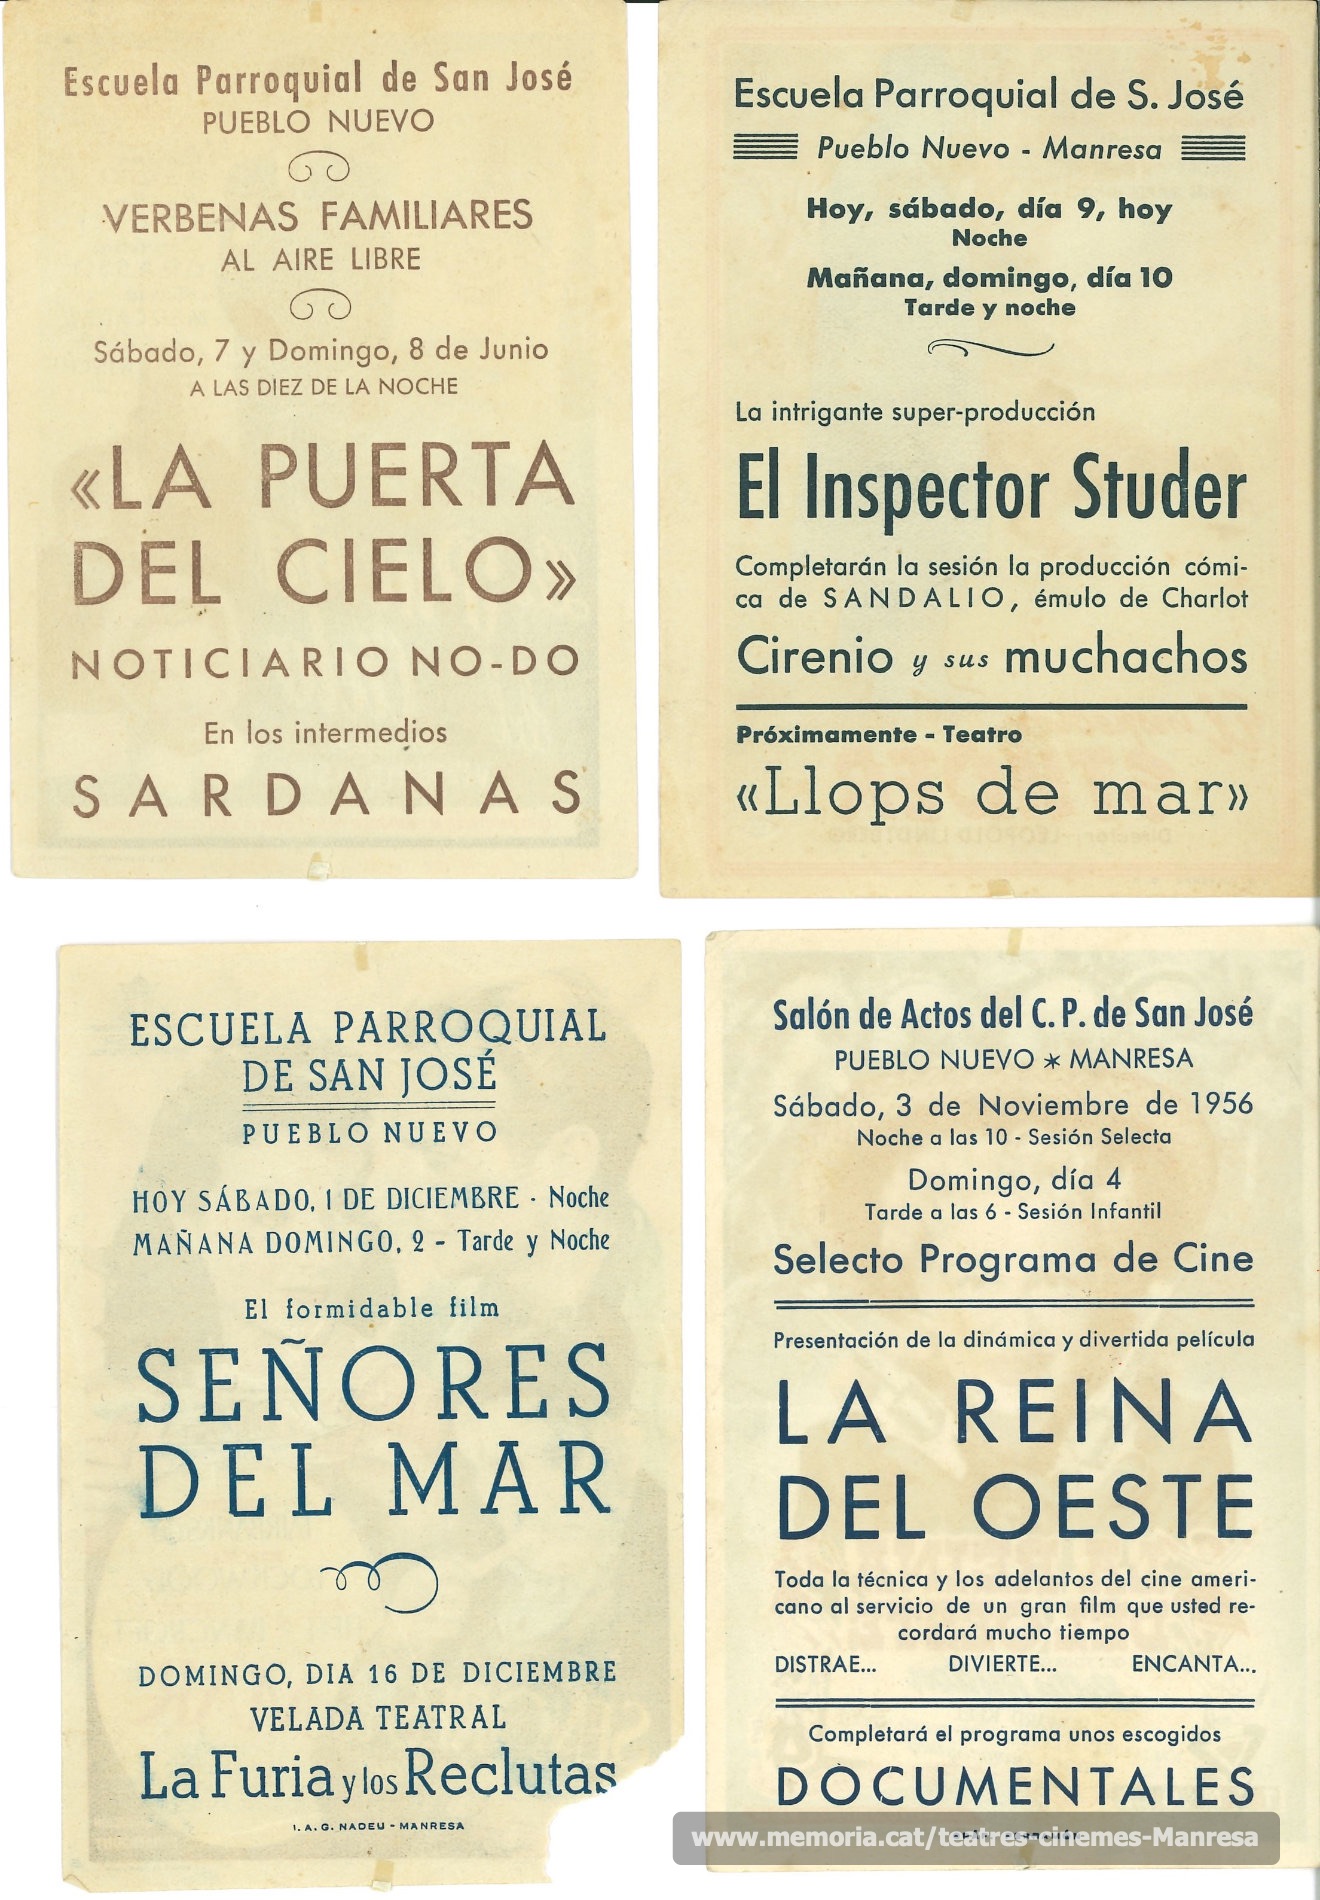 Escuela Parroquial de San José
PUEBLO NUEVO
VERBENAS FAMILIARES
AL AIRE LIBRE
Sábado, 7 y Domingo, 8 de Junio
A LAS DIEZ DE LA NOCHE
«LA PUERTA
DEL CIELO»
NOTICIARIO NO-DO
En los intermedios
SARDANAS
Escuela Parroquial de S. José
Pueblo Nuevo - Manresa
Hoy, sábado, día 9, hoy
Noche
Mañana, domingo, día 10
Tarde y noche
La intrigante super-producción
El Inspector Studer
Completarán la sesión la producción cómi-
ca de SANDALIO, émulo de Charlot
Cirenio y sus muchachos
Próximamente - Teatro
«Llops de mar»
ESCUELA PARROQUIAL
DE SAN JOSÉ
PUEBLO NUEVO
HOY SÁBADO, 1 DE DICIEMBRE - Noche
MAÑANA DOMINGO, 2 - Tarde y Noche
El formidable film
SEÑORES
DEL MAR
DOMINGO, DIA 16 DE DICIEMBRE
VELADA TEATRAL
La Furia y los Reclutas
I. A. G. NADEU - MANRESA
Salón de Actos del C. P. de San José
PUEBLO NUEVO * MANRESA
Sábado, 3 de Noviembre de 1956
Noche a las 10 - Sesión Selecta
Domingo, día 4
Tarde a las 6 - Sesión Infantil
Selecto Programa de Cine
Presentación de la dinámica y divertida película
LA REINA
DEL OESTE
Toda la técnica y los adelantos del cine ameri-
cano al servicio de un gran film que usted re-
cordará mucho tiempo
DISTRAE... DIVIERTE... ENCANTA...
Completará el programa unos escogidos
DOCUMENTALES
www.memoria.cat/teatres-cinemes-Manresa